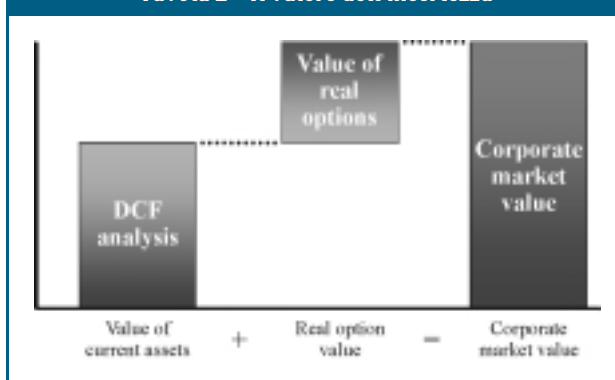 Value of
real
options
Corporate
market
value
DCF
analysis
Value of
current assets
+
Real option
value
=
Corporate
market value